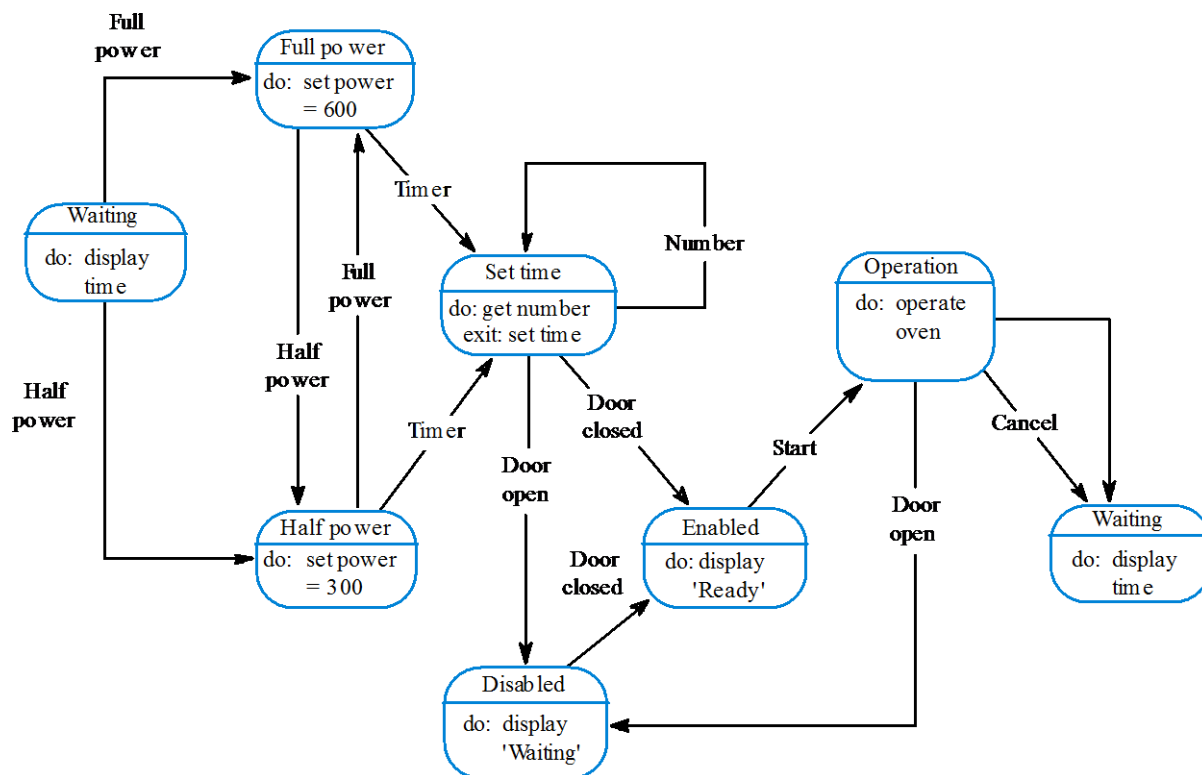 Full
power
Full power
do: set power
= 600
Timer
Waiting
do: display
time
Number
Full
power
Set time
do: get number
exit: set time
Operation
do: operate
oven
Half
power
Half
power
Timer
Door
closed
Cancel
Start
Door
open
Door
open
Half power
do: set power
= 300
Enabled
do: display
'Ready'
Waiting
do: display
time
Door
closed
Disabled
do: display
'Waiting'